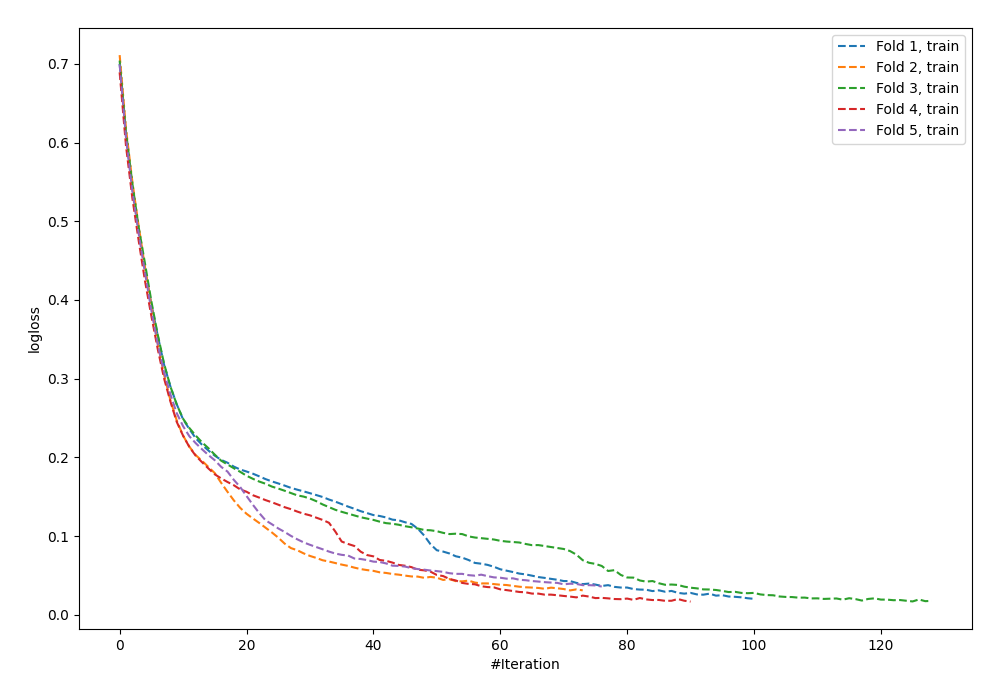 Fold 1, train
Fold 2, train
Fold 3, train
Fold 4, train
Fold 5, train
logloss
0.7
0.6
0.5
0.4
0.3
0.2
0.1
0.0
0 20 40 60 80 100 120
#Iteration